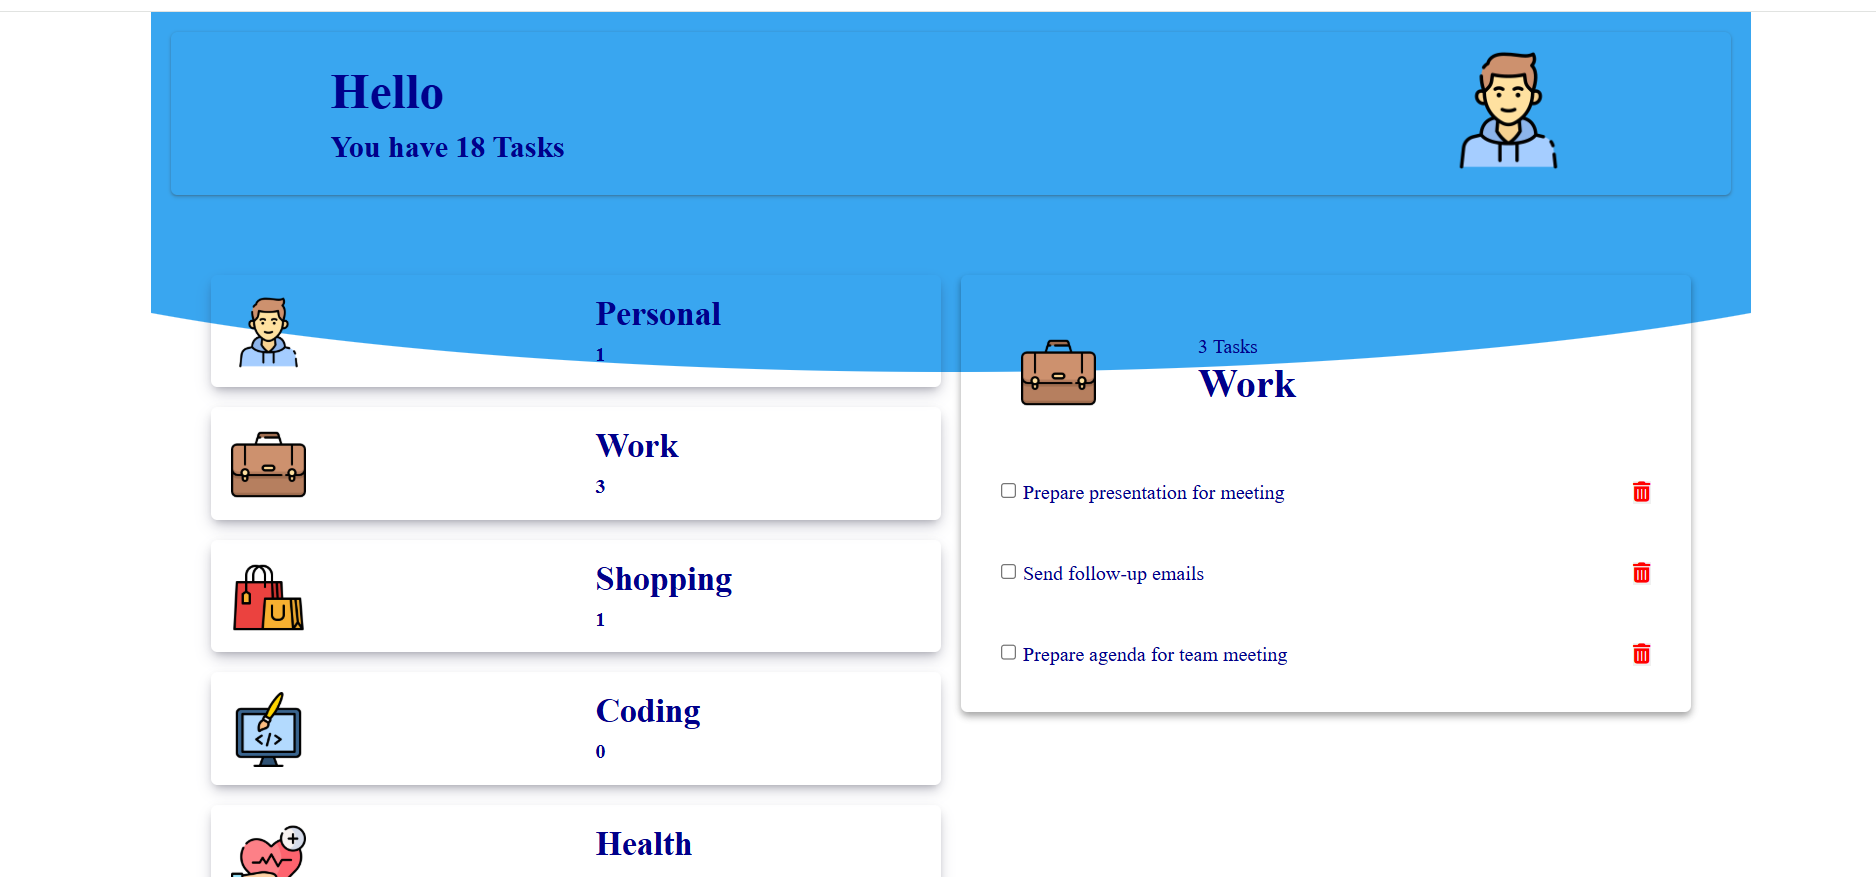 Hello
You have 18 Tasks
Personal
1
Work
3
Shopping
1
Coding
0
Health
3 Tasks
Work
Prepare presentation for meeting
Send follow-up emails
Prepare agenda for team meeting